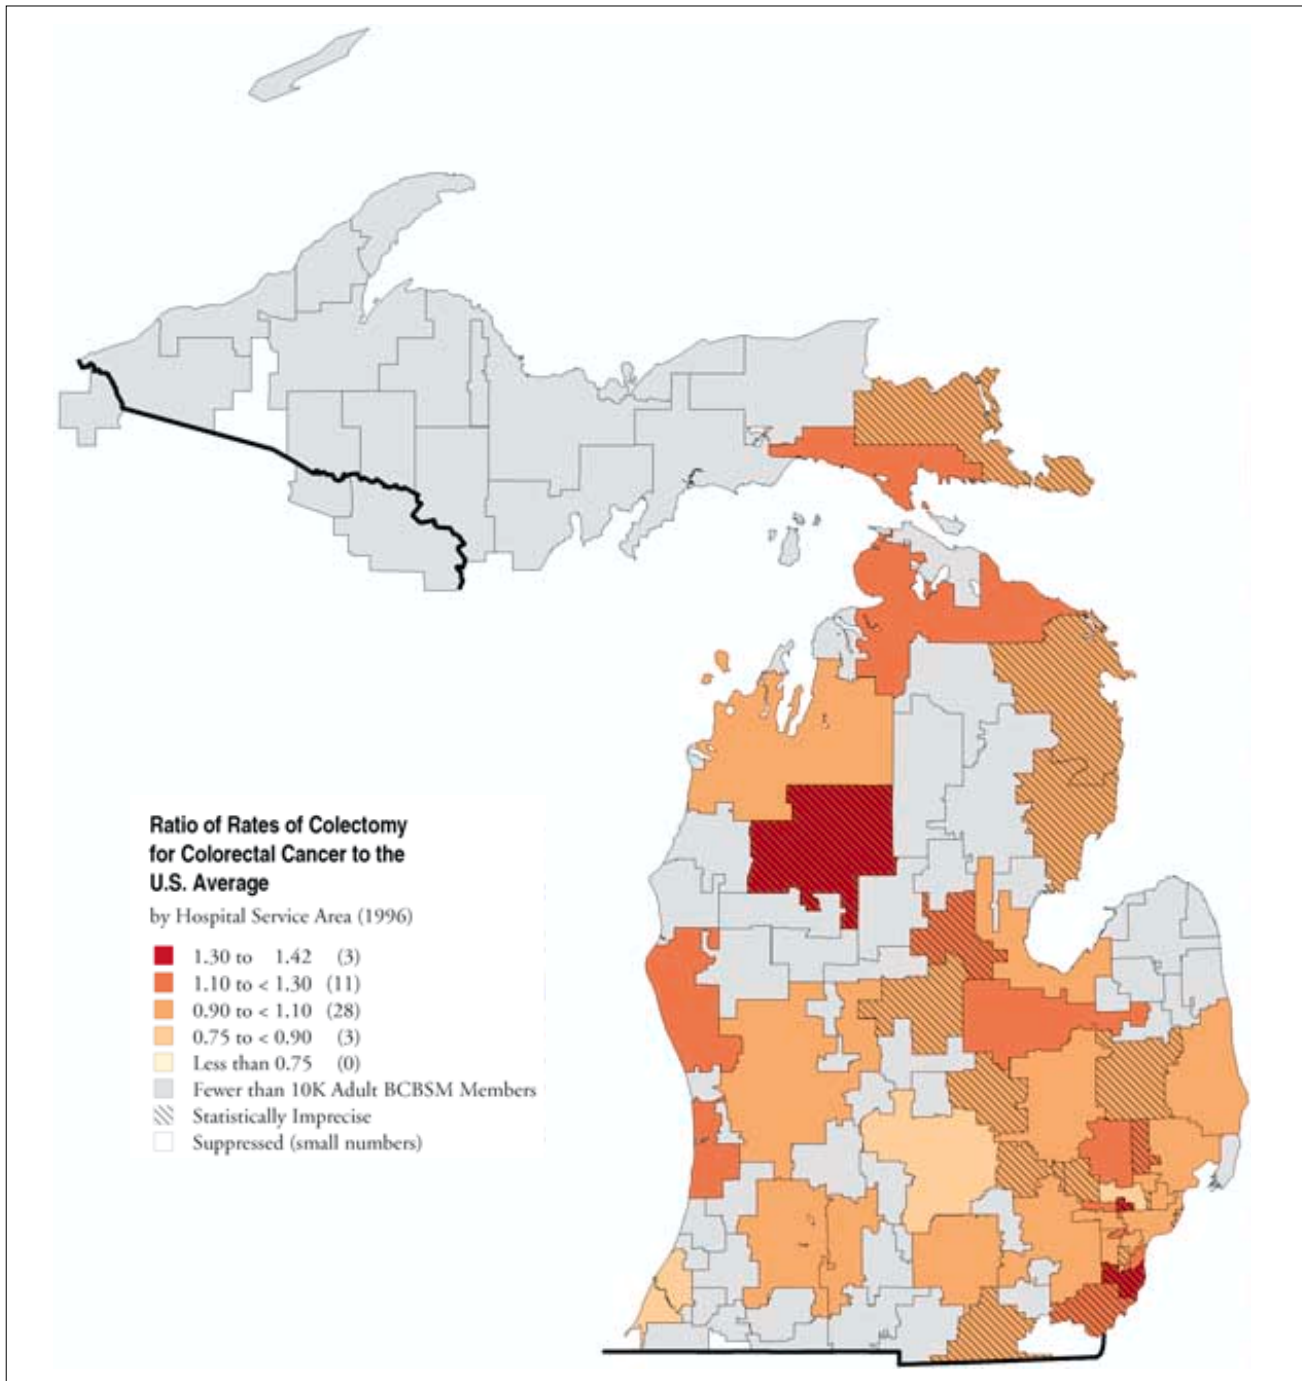 Ratio of Rates of Colectomy
for Colorectal Cancer to the
U.S. Average
by Hospital Service Area (1996)
1.30 to 1.42 (3)
1.10 to < 1.30 (11)
0.90 to < 1.10 (28)
0.75 to < 0.90 (3)
Less than 0.75 (0)
Fewer than 10K Adult BCBSM Members
Statistically Imprecise
Suppressed (small numbers)